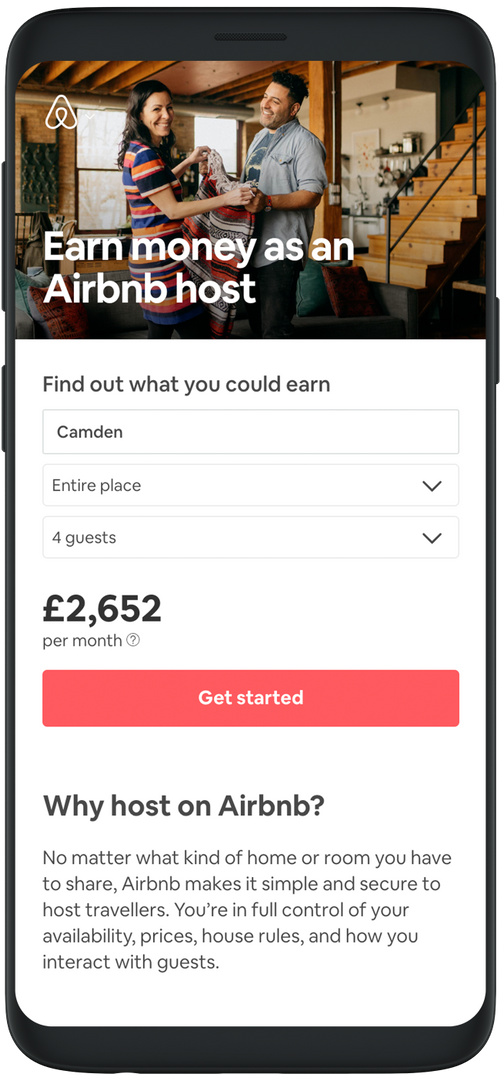 Earn money as an
Airbnb host
Find out what you could earn
Camden
Entire place
4 guests
£2,652
per month ?
Get started
Why host on Airbnb?
No matter what kind of home or room you have
to share, Airbnb makes it simple and secure to
host travellers. You’re in full control of your
availability, prices, house rules, and how you
interact with guests.